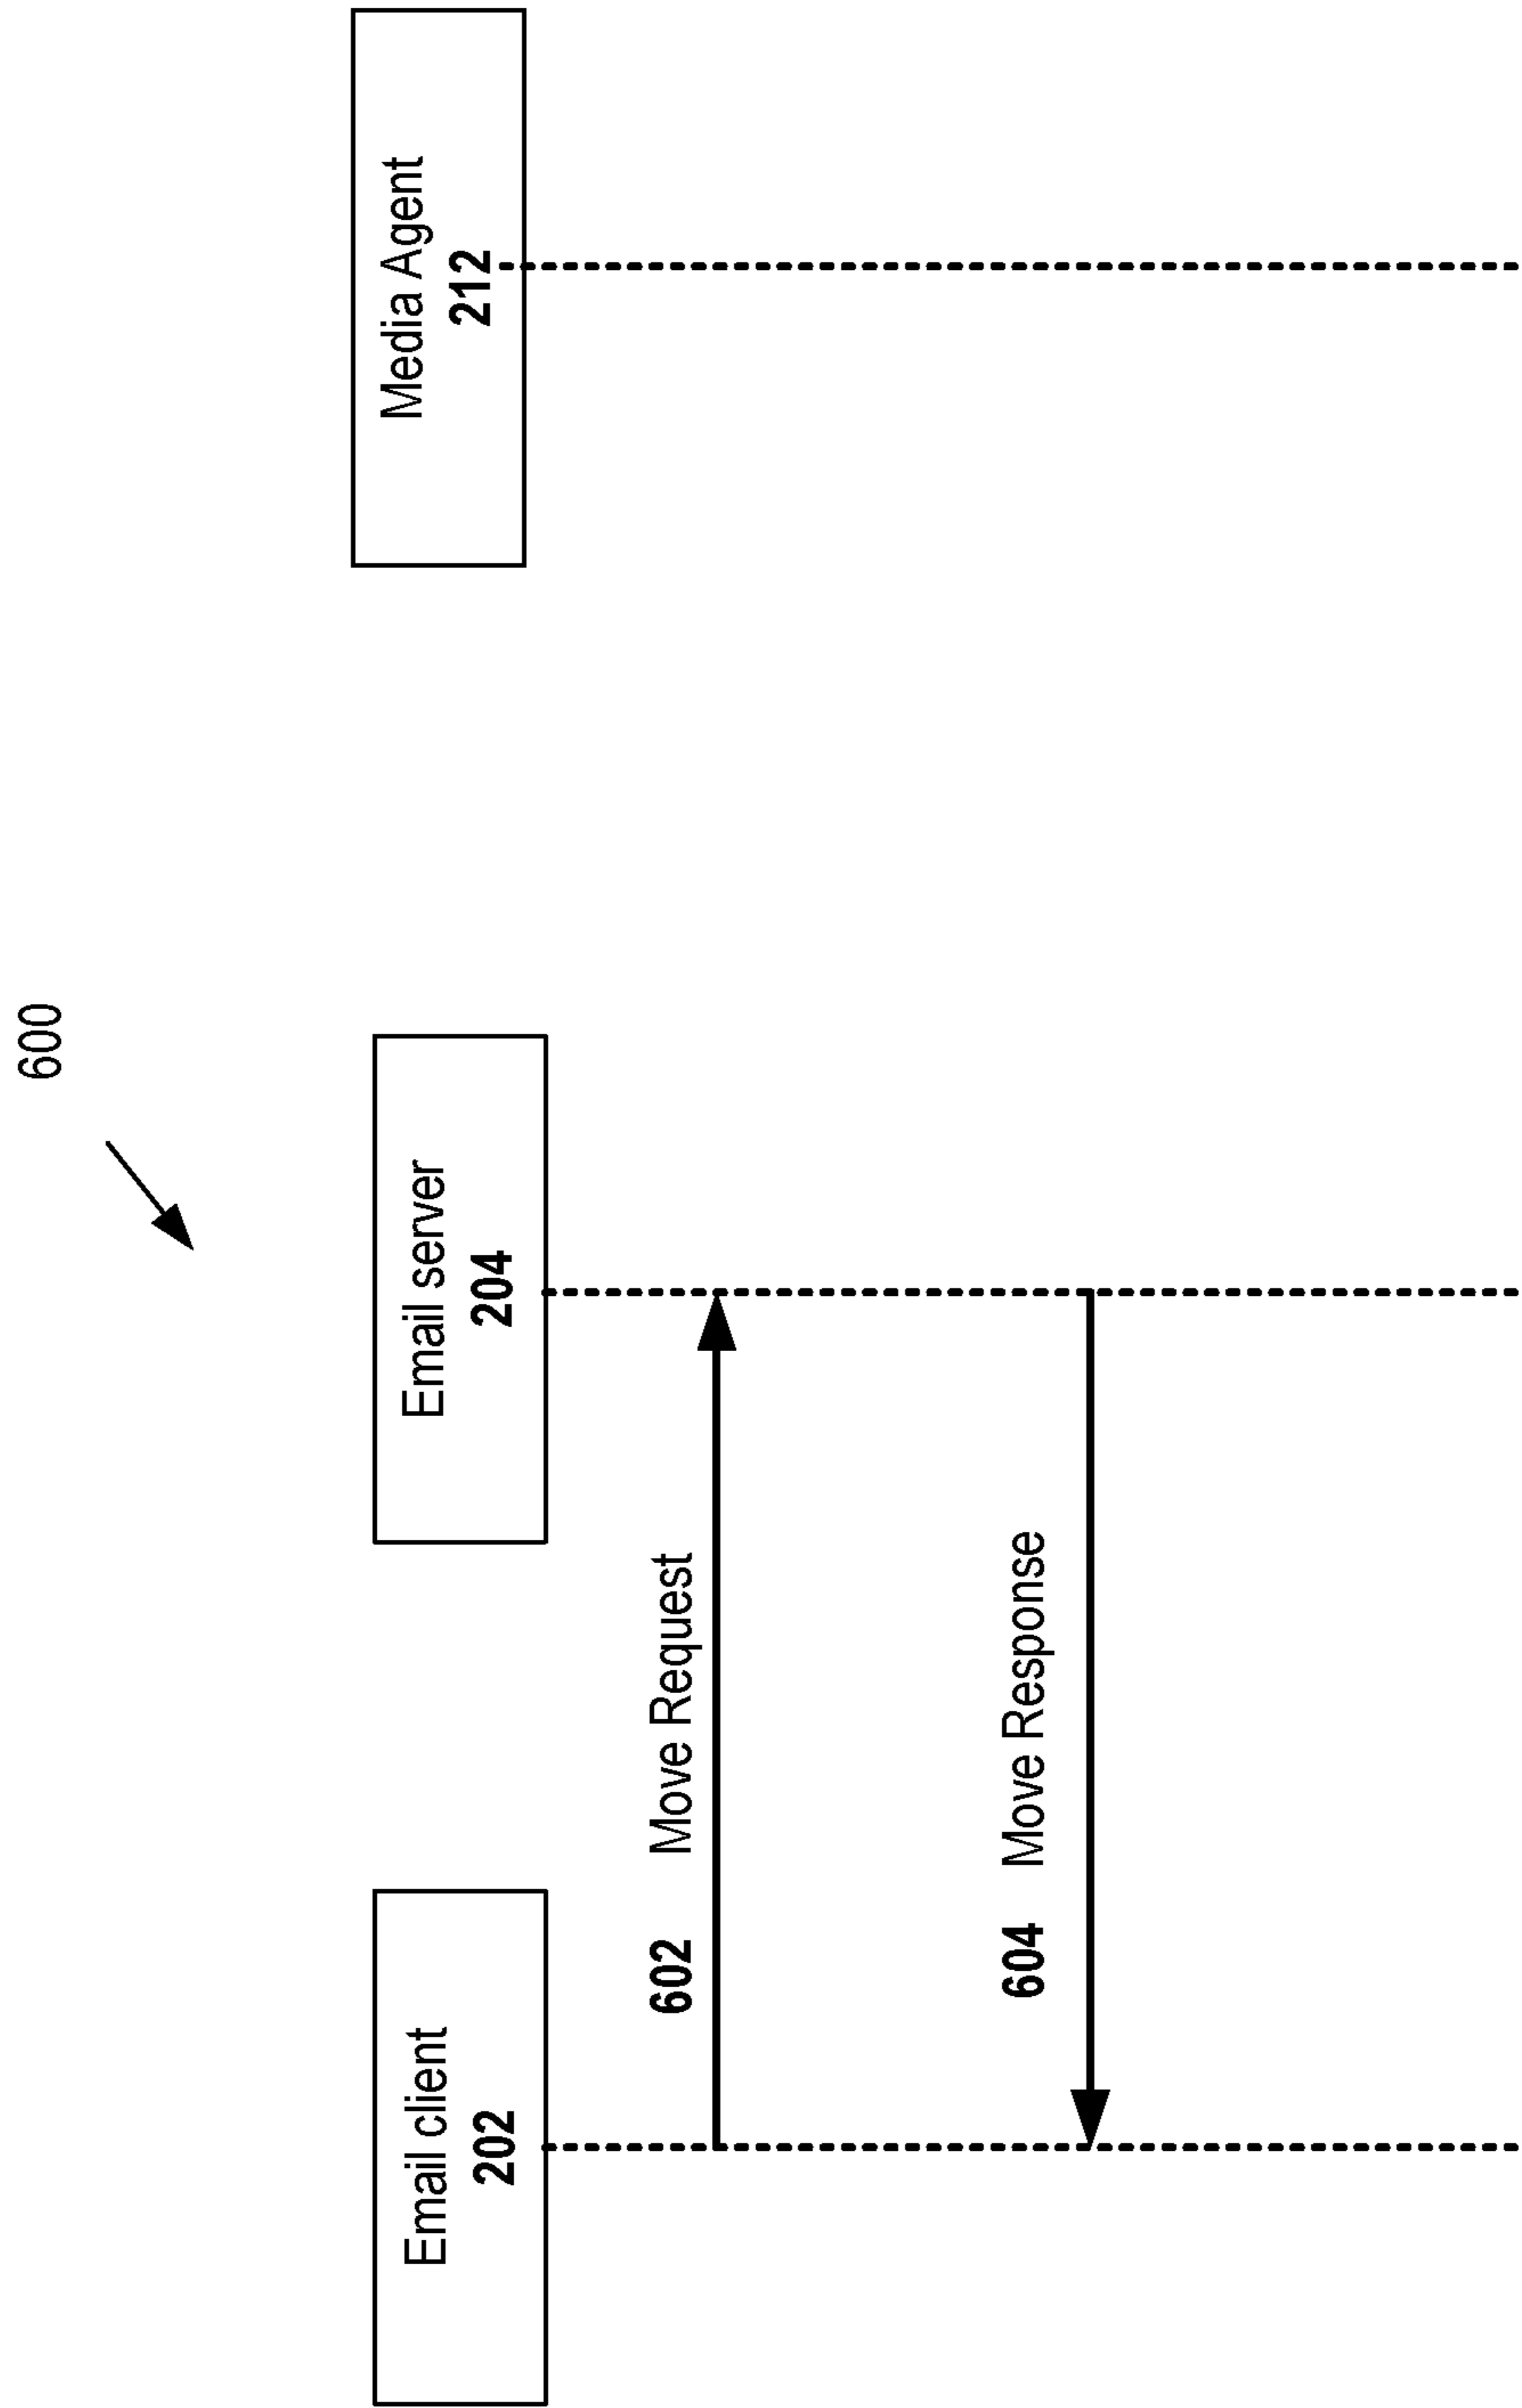 600
Email client
202
Email server
204
Media Agent
212
602 Move Request
604 Move Response